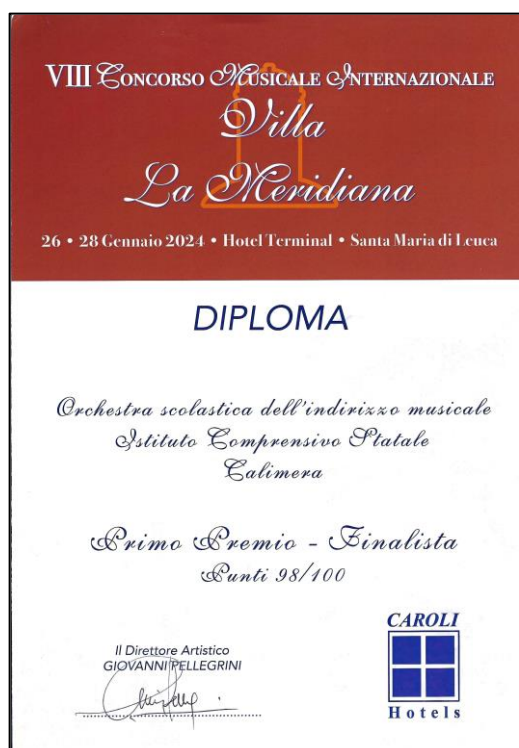 VIII Concorso Musicale Internazionale
Villa
La Meridiana
26 • 28 Gennaio 2024 • Hotel Terminal • Santa Maria di Leuca
DIPLOMA
Orchestra scolastica dell'indirizzo musicale
Istituto Comprensivo Statale
Calimera
Primo Premio - Finalista
Punti 98/100
Il Direttore Artistico
GIOVANNI PELLEGRINI
CAROLI
Hotels